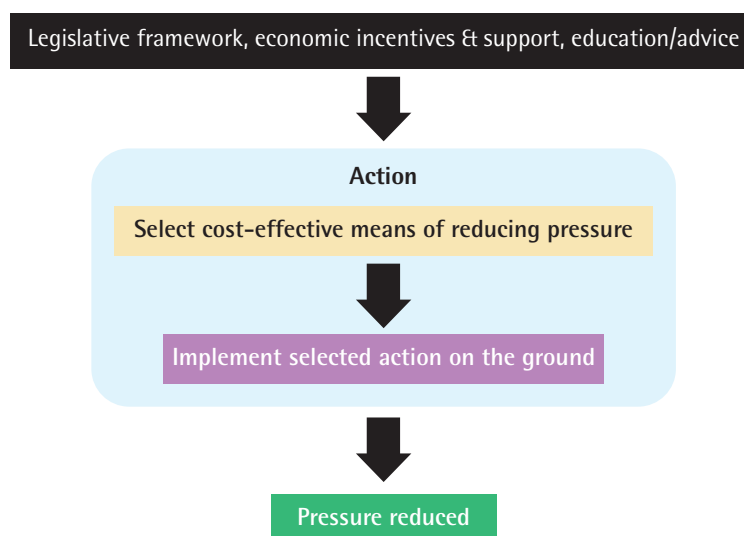 Legislative framework, economic incentives & support, education/advice
Action
Select cost-effective means of reducing pressure
Implement selected action on the ground
Pressure reduced